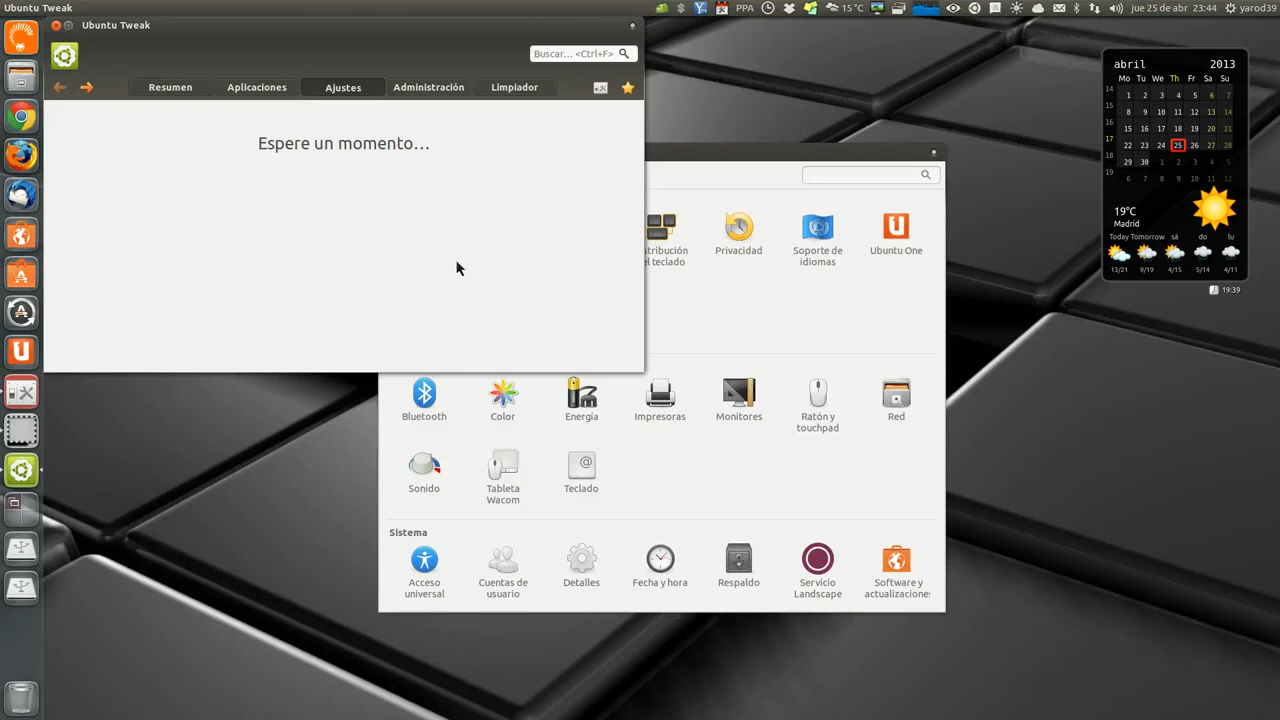 Ubuntu Tweak
PPA
15 °C
jue 25 de abr
23:44
yarod39
Ubuntu Tweak
Buscar... <Ctrl+F>
Resumen
Aplicaciones
Ajustes
Administración
Limpiador
Espere un momento...
stribución
el teclado
Privacidad
Soporte de
idiomas
Ubuntu One
Bluetooth
Color
Energía
Impresoras
Monitores
Ratón y
touchpad
Red
Sonido
Tableta
Wacom
Teclado
Sistema
Acceso
universal
Cuentas de
usuario
Detalles
Fecha y hora
Respaldo
Servicio
Landscape
Software y
actualizacione
abril 2013
Mo Tu We Th Fr Sa Su
14 1 2 3 4 5 6 7
15 8 9 10 11 12 13 14
16 15 16 17 18 19 20 21
17 22 23 24 25 26 27 28
18 29 30 1 2 3 4 5
19 6 7 8 9 10 11 12
19°C
Madrid
Today Tomorrow sá do lu
13/21 9/19 4/15 5/14 4/11
19:39